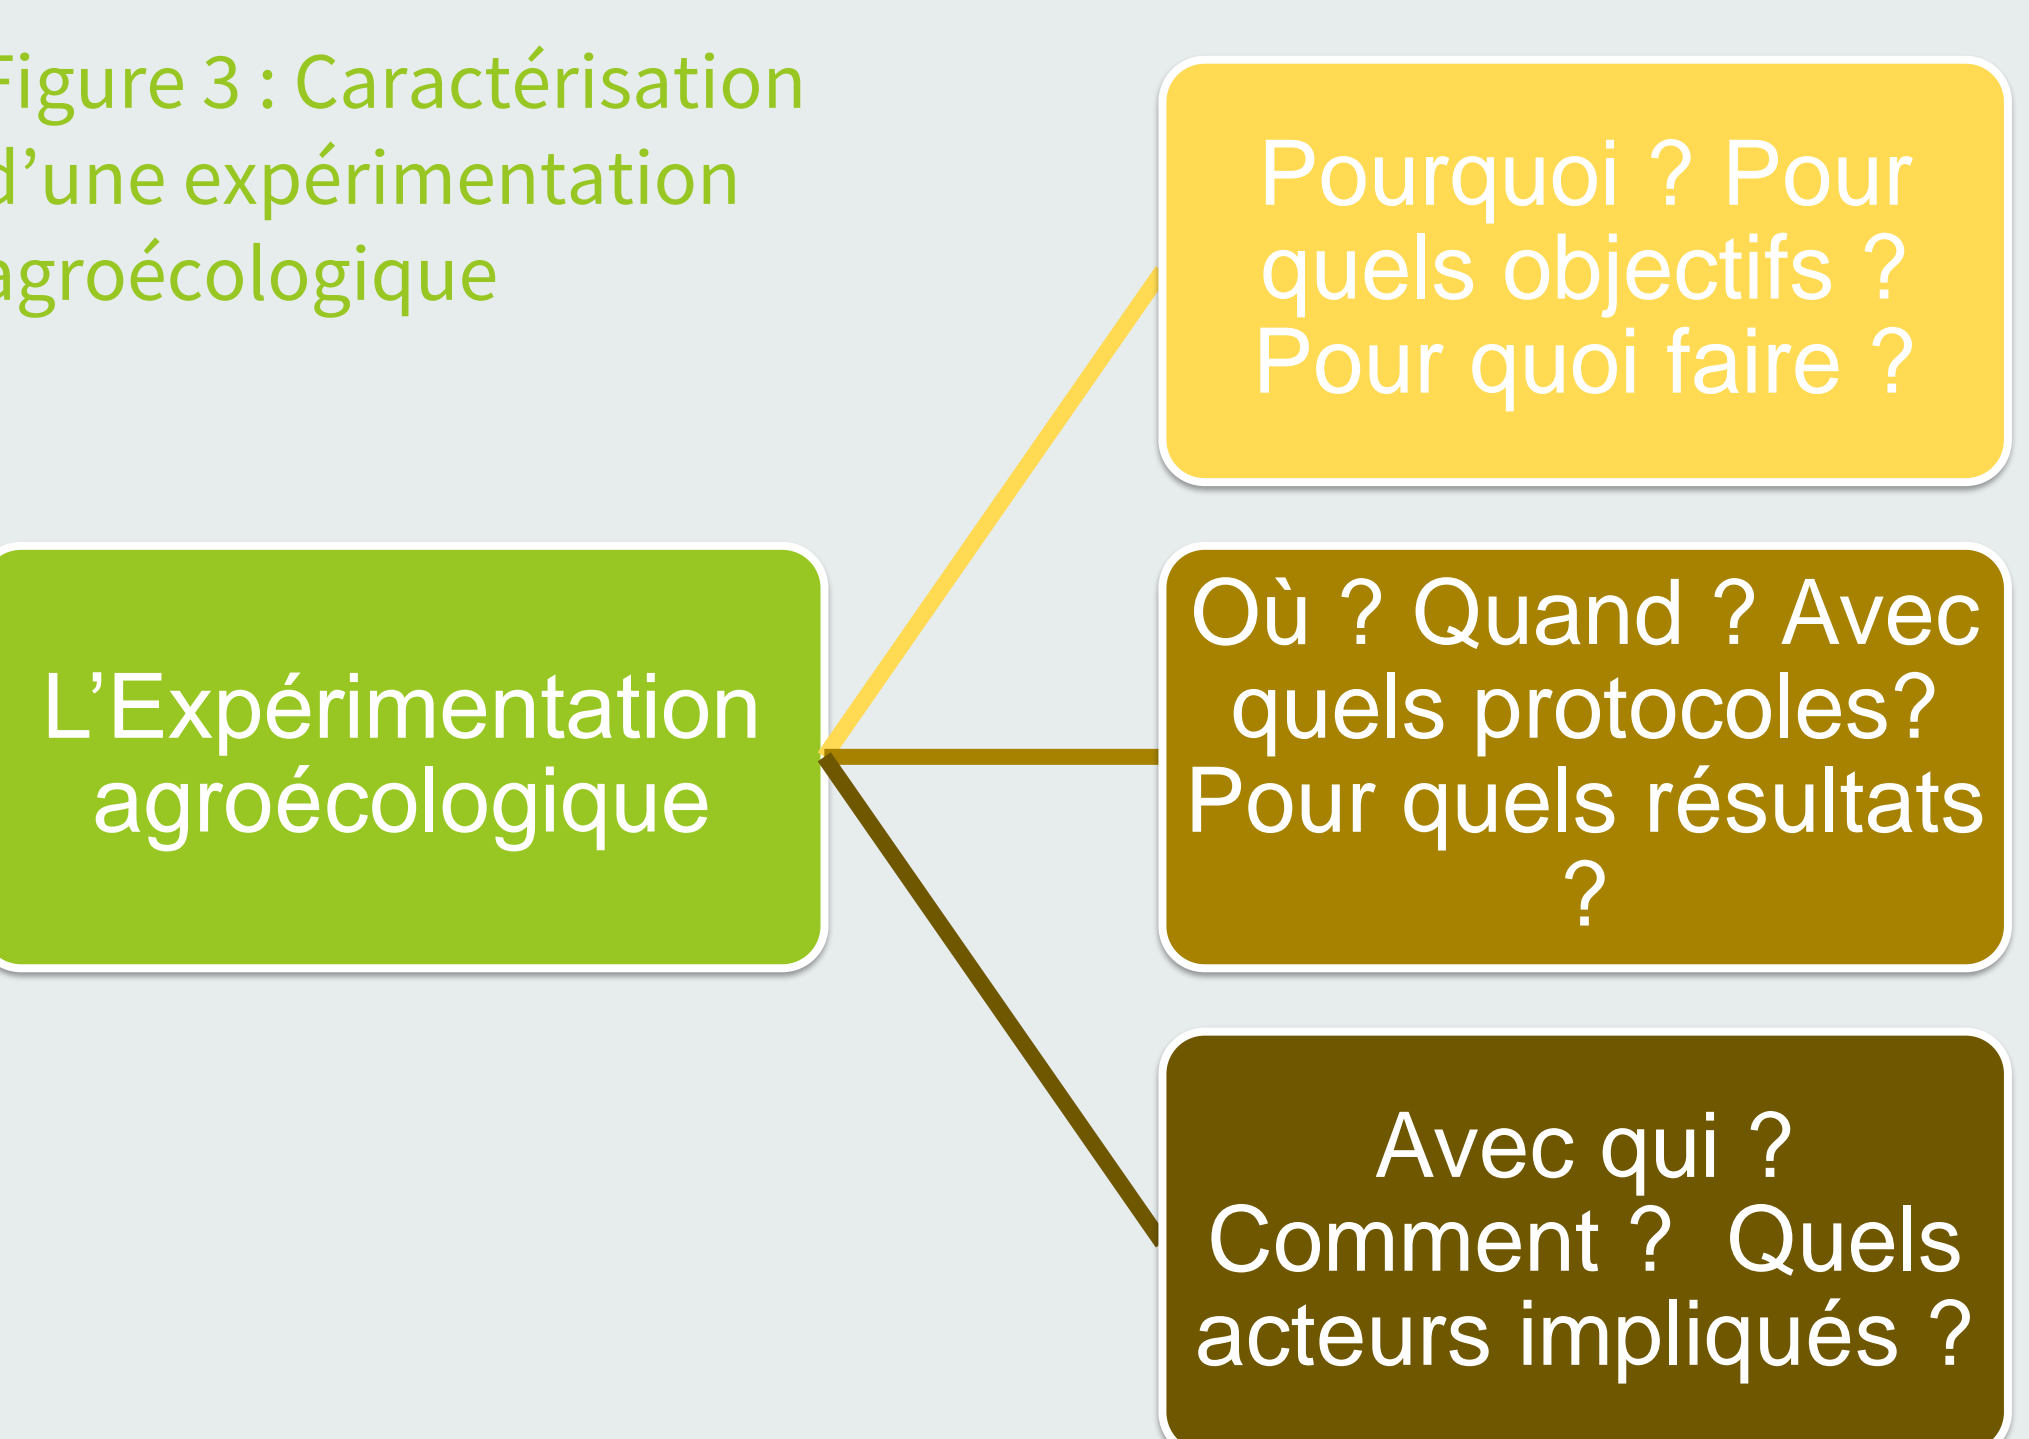 Figure 3 : Caractérisation
d’une expérimentation
agroécologique
Pourquoi ? Pour
quels objectifs ?
Pour quoi faire ?
L’Expérimentation
agroécologique
Où ? Quand ? Avec
quels protocoles?
Pour quels résultats
?
Avec qui ?
Comment ?  Quels
acteurs impliqués ?